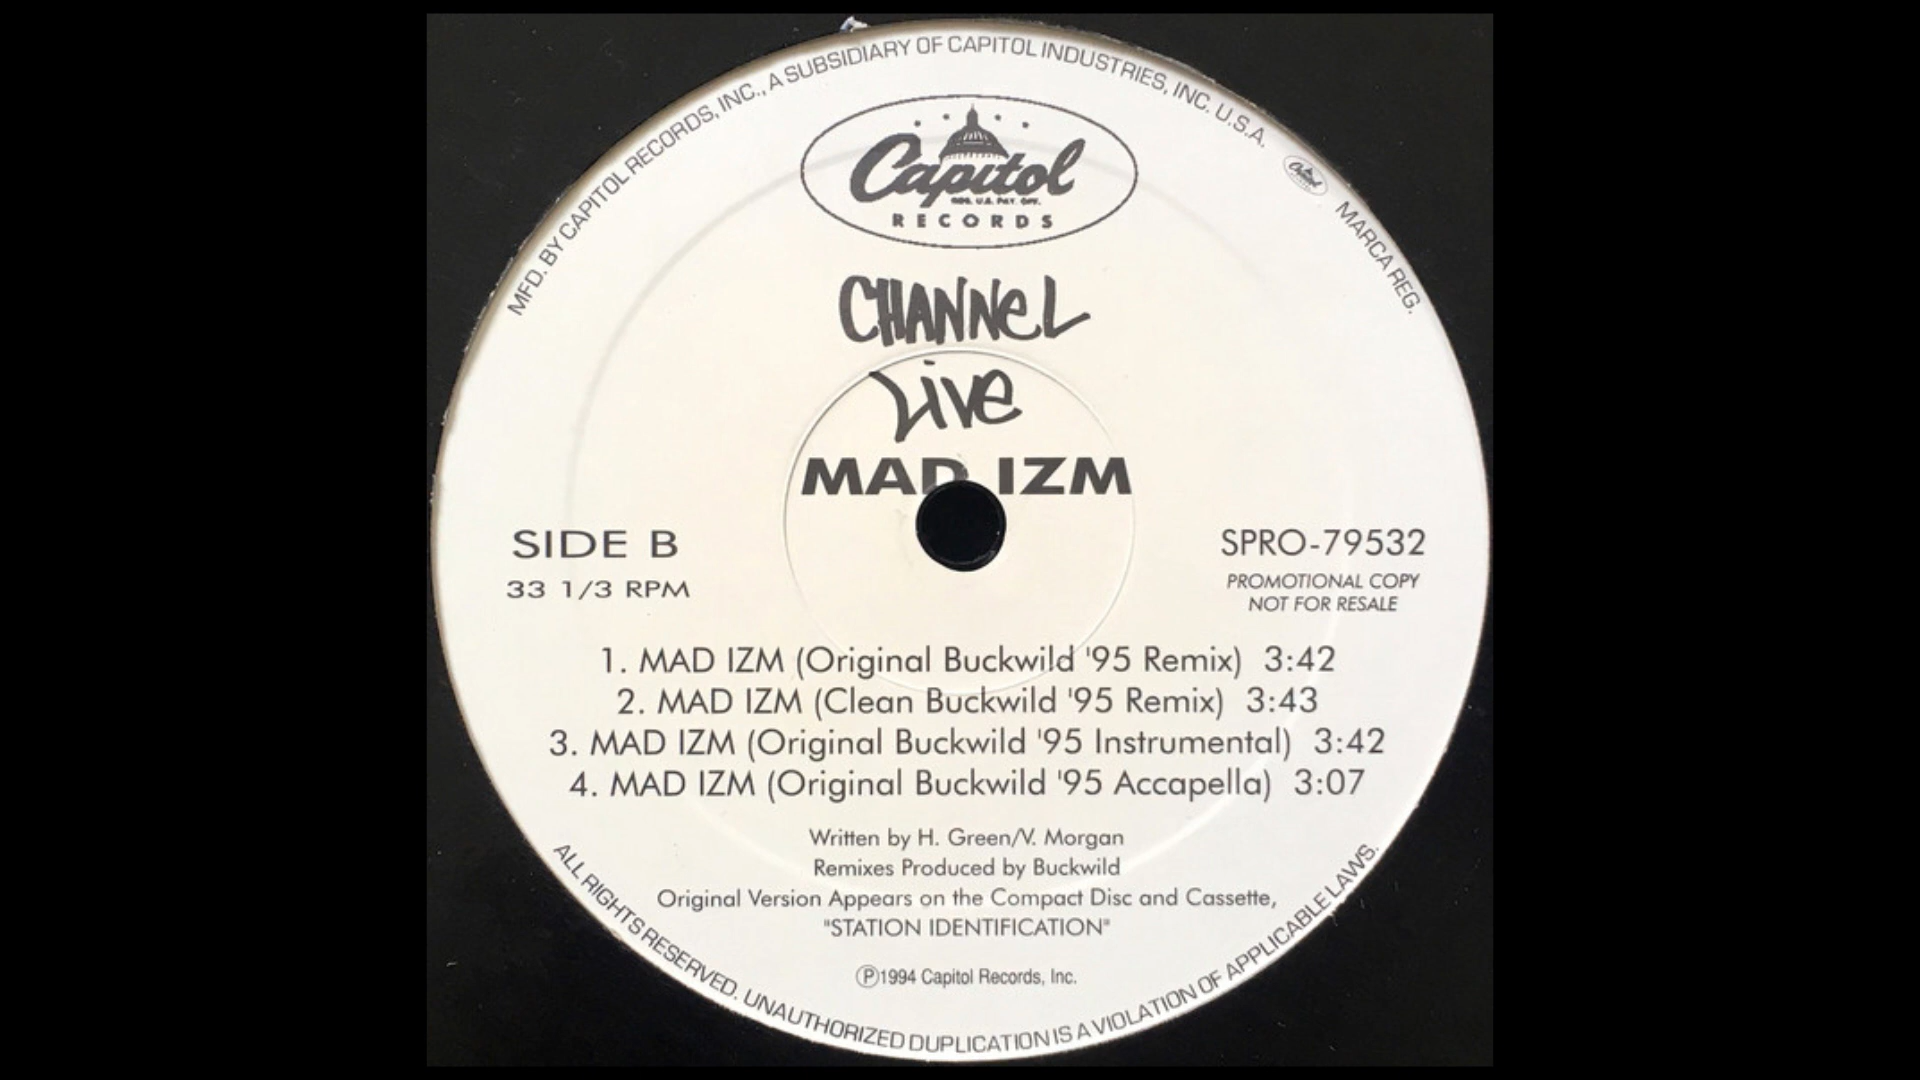 MFD. BY CAPITOL RECORDS, INC., A SUBSIDIARY OF CAPITOL INDUSTRIES, INC. U.S.A.
Capitol
MARCA REG.
Capitol
REG. U.S. PAT. OFF.
RECORDS
CHANNeL
Live
MAD IZM
SIDE B
33 1/3 RPM
SPRO-79532
PROMOTIONAL COPY
NOT FOR RESALE
1. MAD IZM (Original Buckwild '95 Remix) 3:42
2. MAD IZM (Clean Buckwild '95 Remix) 3:43
3. MAD IZM (Original Buckwild '95 Instrumental) 3:42
4. MAD IZM (Original Buckwild '95 Accapella) 3:07
Written by H. Green/V. Morgan
Remixes Produced by Buckwild
Original Version Appears on the Compact Disc and Cassette,
"STATION IDENTIFICATION"
℗1994 Capitol Records, Inc.
ALL RIGHTS RESERVED. UNAUTHORIZED DUPLICATION IS A VIOLATION OF APPLICABLE LAWS.